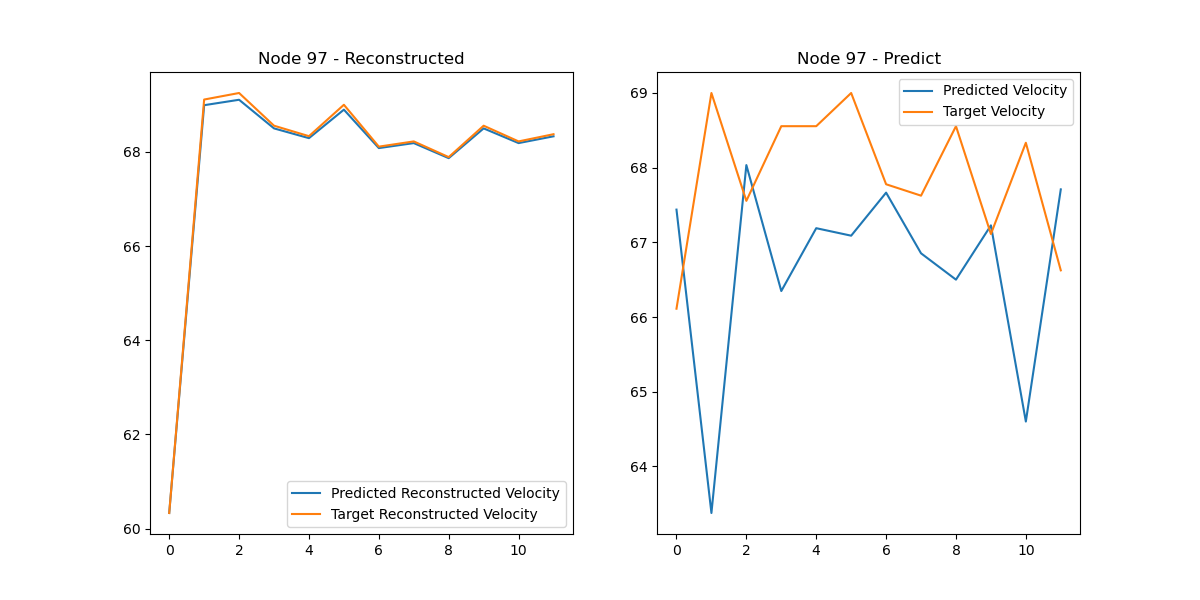 Node 97 - Reconstructed
68
66
64
62
60
0 2 4 6 8 10
Predicted Reconstructed Velocity
Target Reconstructed Velocity
Node 97 - Predict
69
68
67
66
65
64
0 2 4 6 8 10
Predicted Velocity
Target Velocity